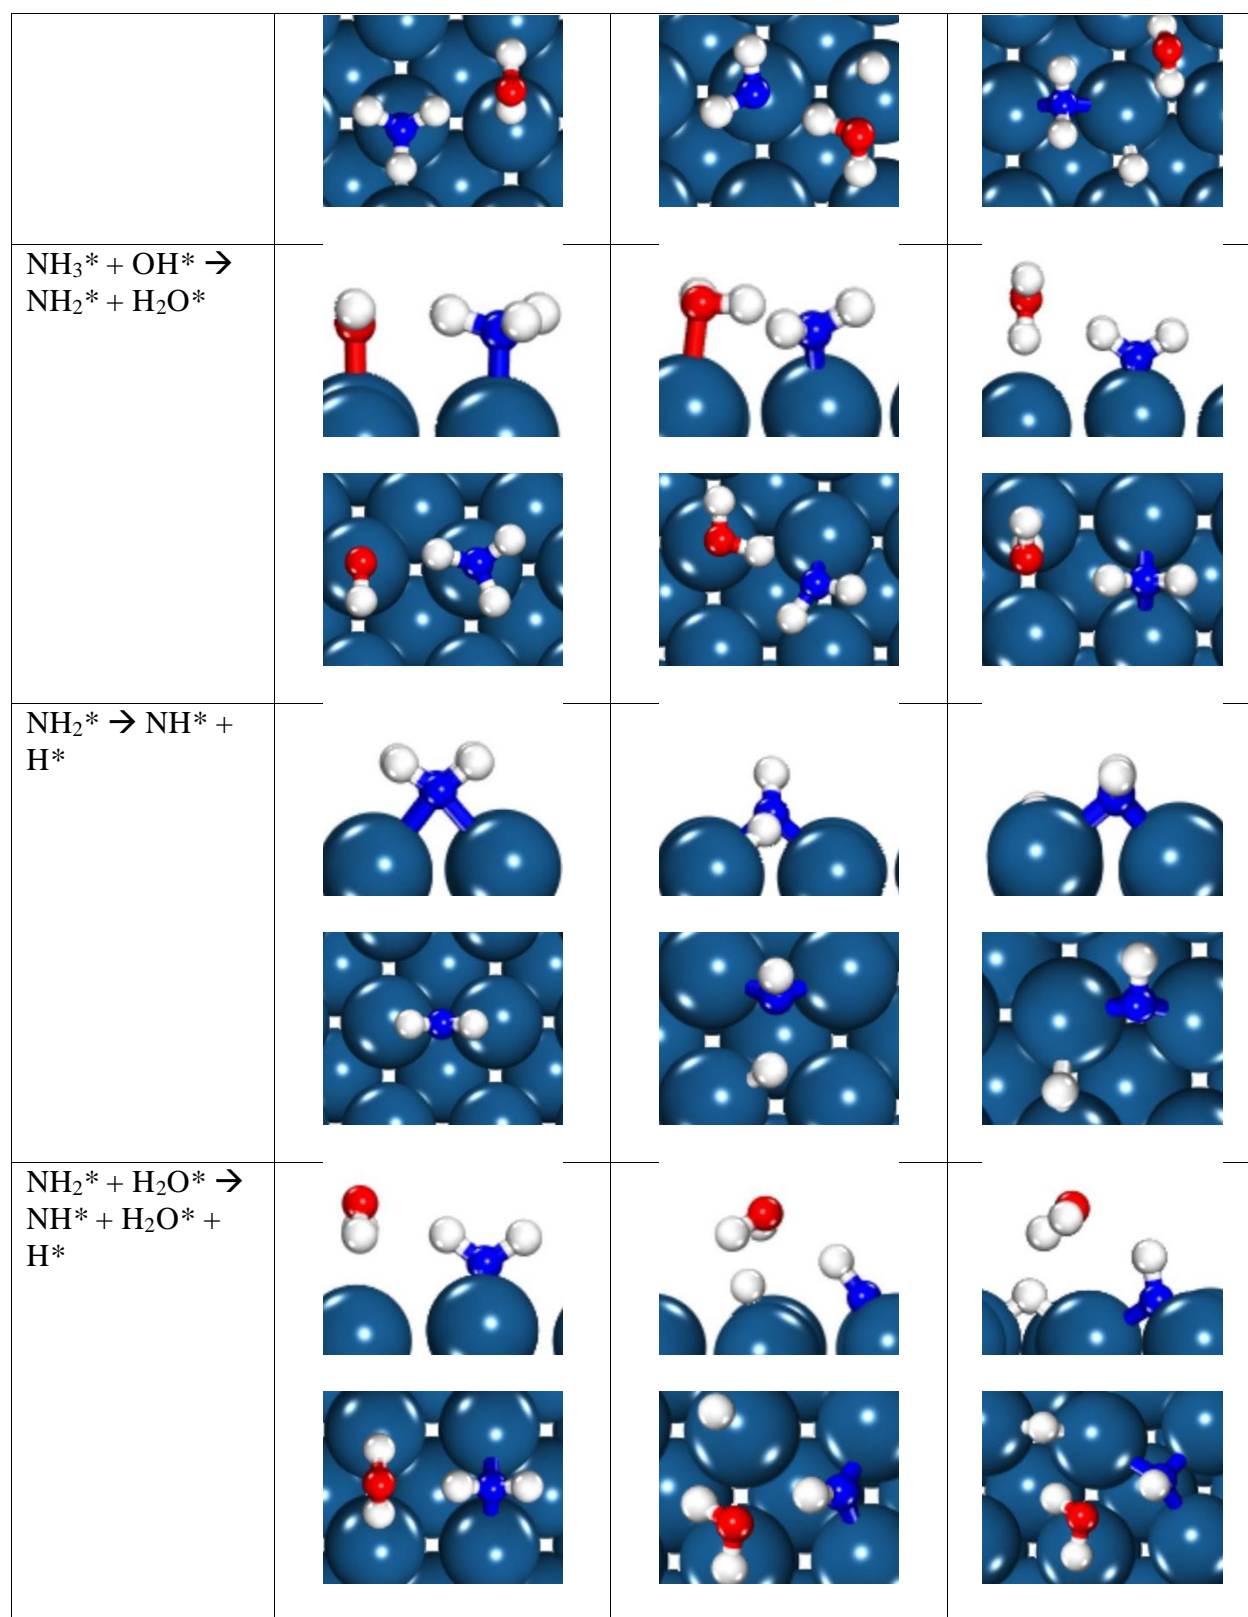 NH₃* + OH* →
NH₂* + H₂O*
NH₂* → NH* +
H*
NH₂* + H₂O* →
NH* + H₂O* +
H*